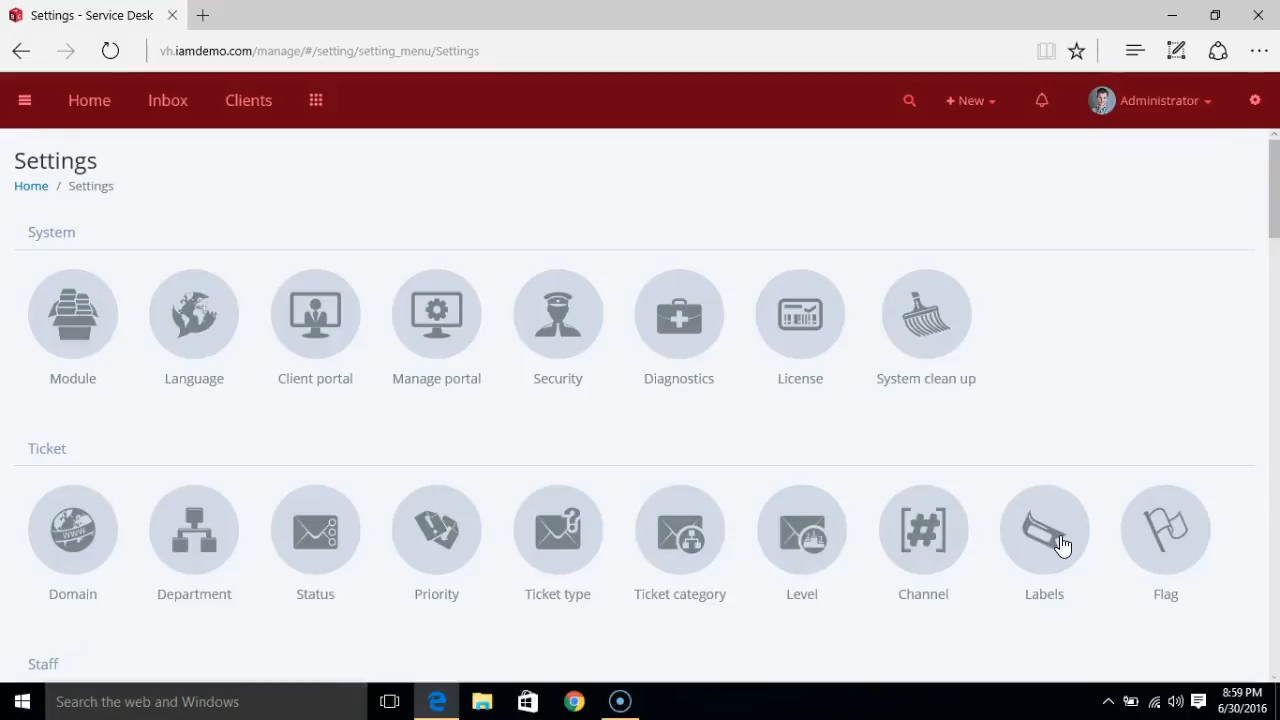 Settings - Service Desk
vh.iamdemo.com/manage/#/setting/setting_menu/Settings
Home Inbox Clients + New Administrator
Settings
Home / Settings
System
Module Language Client portal Manage portal Security Diagnostics License System clean up
Ticket
WWW
[#]
Domain Department Status Priority Ticket type Ticket category Level Channel Labels Flag
Staff
Search the web and Windows
8:59 PM
6/30/2016